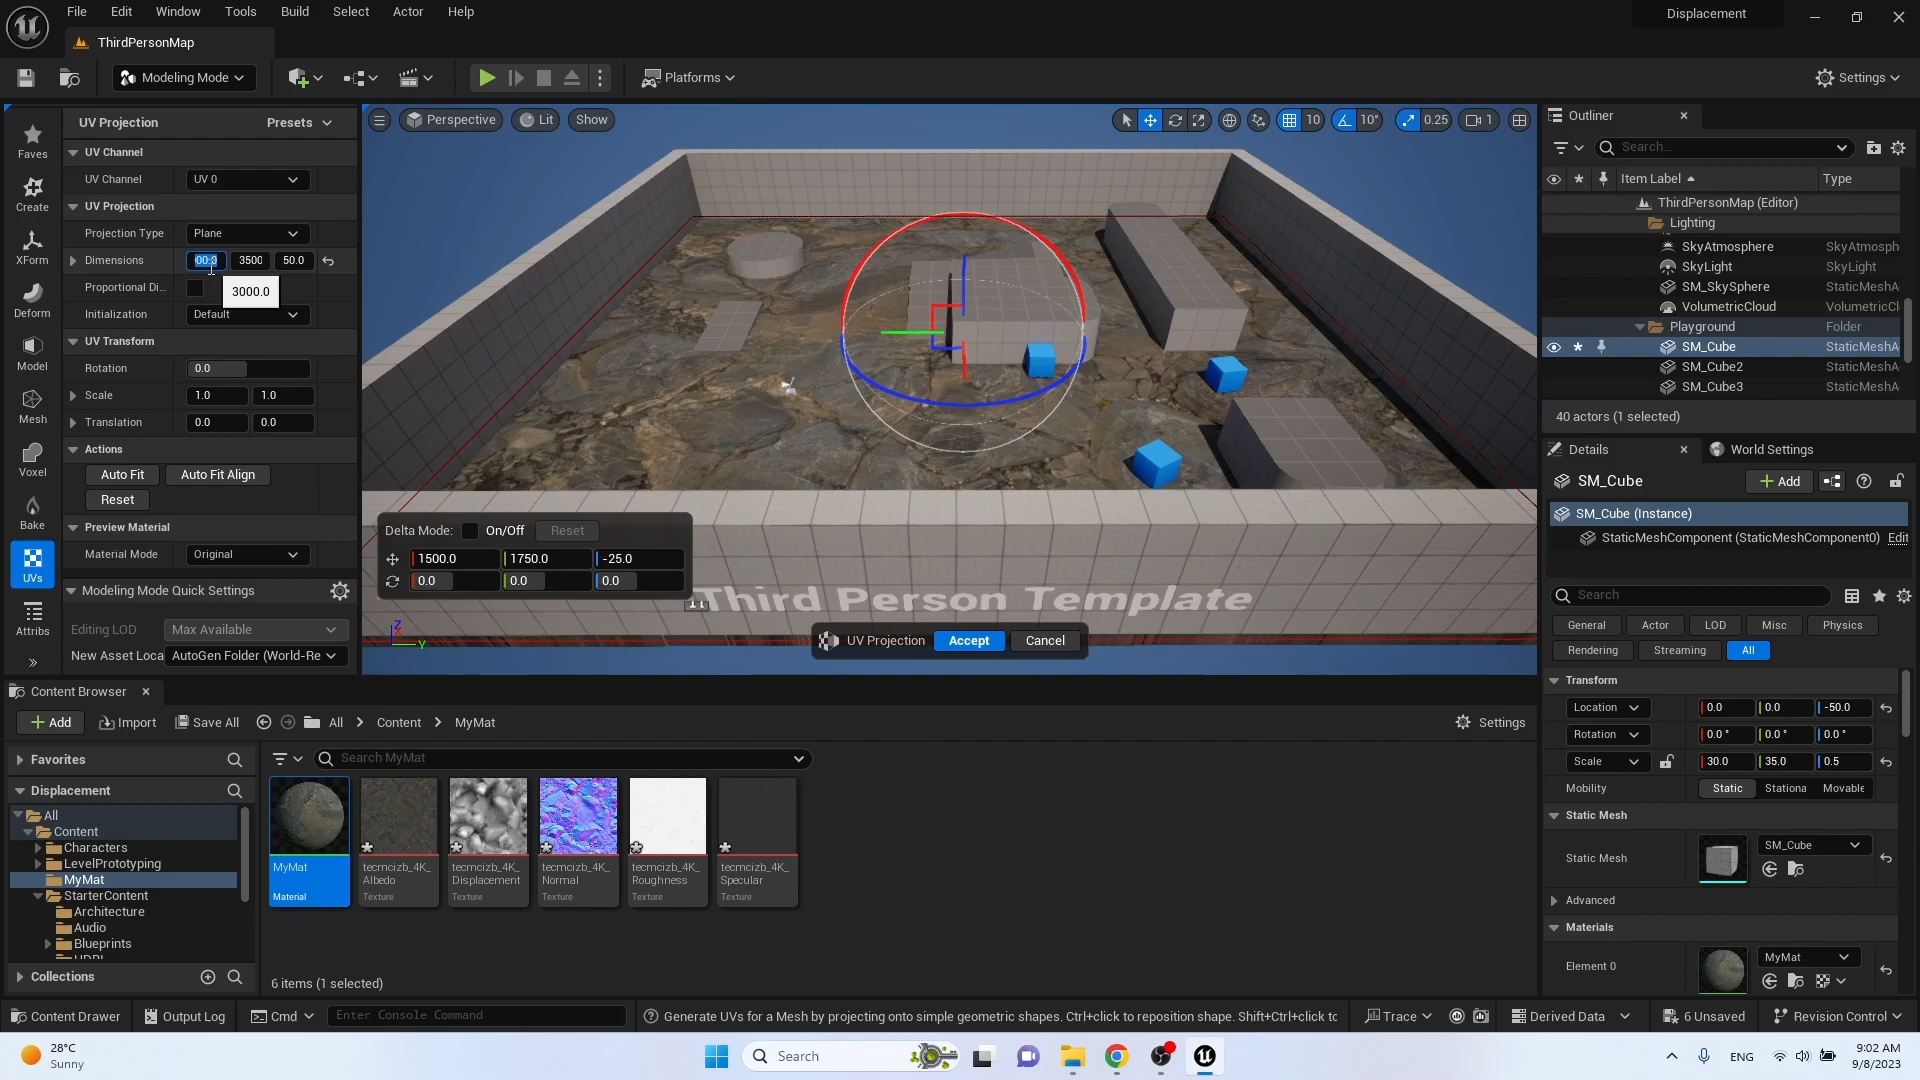 File Edit Window Tools Build Select Actor Help
Displacement
ThirdPersonMap
Modeling Mode
Platforms
Settings
UV Projection Presets
UV Channel
UV Channel UV 0
UV Projection
Projection Type Plane
Dimensions 00.0 3500 50.0
Proportional Di...
3000.0
Initialization Default
UV Transform
Rotation 0.0
Scale 1.0 1.0
Translation 0.0 0.0
Actions
Auto Fit Auto Fit Align
Reset
Preview Material
Material Mode Original
Modeling Mode Quick Settings
Editing LOD Max Available
New Asset Loca AutoGen Folder (World-Re
Faves
Create
XForm
Deform
Model
Mesh
Voxel
UVs
Attribs
Perspective Lit Show
10 10° 0.25 1
Delta Mode: On/Off Reset
1500.0 1750.0 -25.0
0.0 0.0 0.0
Third Person Template
UV Projection Accept Cancel
Z
Y
Outliner
Search...
Item Label Type
ThirdPersonMap (Editor)
Lighting
SkyAtmosphere SkyAtmosph
SkyLight SkyLight
SM_SkySphere StaticMeshA
VolumetricCloud VolumetricCl
Playground Folder
SM_Cube StaticMeshA
SM_Cube2 StaticMeshA
SM_Cube3 StaticMeshA
40 actors (1 selected)
Details World Settings
SM_Cube Add
SM_Cube (Instance)
StaticMeshComponent (StaticMeshComponent0) Edit
Search
General Actor LOD Misc Physics
Rendering Streaming All
Transform
Location 0.0 0.0 -50.0
Rotation 0.0 ° 0.0 ° 0.0 °
Scale 30.0 35.0 0.5
Mobility Static Stationa Movable
Static Mesh
Static Mesh SM_Cube
Advanced
Materials
Element 0 MyMat
Content Browser
Add Import Save All All Content MyMat Settings
Favorites
Search MyMat
Displacement
All
Content
Characters
LevelPrototyping
MyMat
StarterContent
Architecture
Audio
Blueprints
HDRI
Collections
MyMat
Material
tecmcizb_4K_
Albedo
Texture
tecmcizb_4K_
Displacement
Texture
tecmcizb_4K_
Normal
Texture
tecmcizb_4K_
Roughness
Texture
tecmcizb_4K_
Specular
Texture
6 items (1 selected)
Content Drawer Output Log Cmd Enter Console Command Generate UVs for a Mesh by projecting onto simple geometric shapes. Ctrl+click to reposition shape. Shift+Ctrl+click to Trace Derived Data 6 Unsaved Revision Control
28°C
Sunny
Search
ENG
9:02 AM
9/8/2023